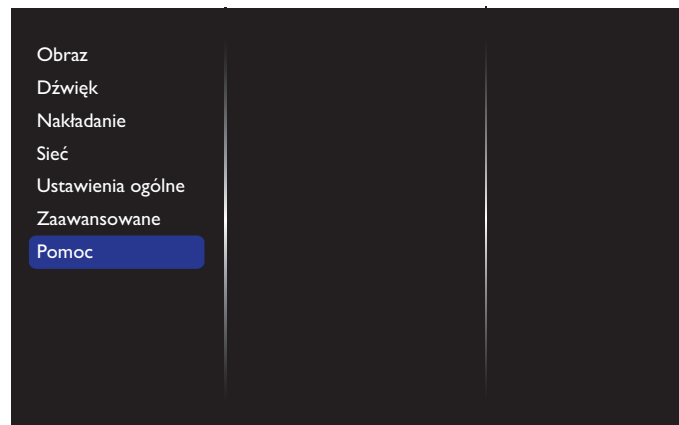 Obraz
Dźwięk
Nakładanie
Sieć
Ustawienia ogólne
Zaawansowane
Pomoc